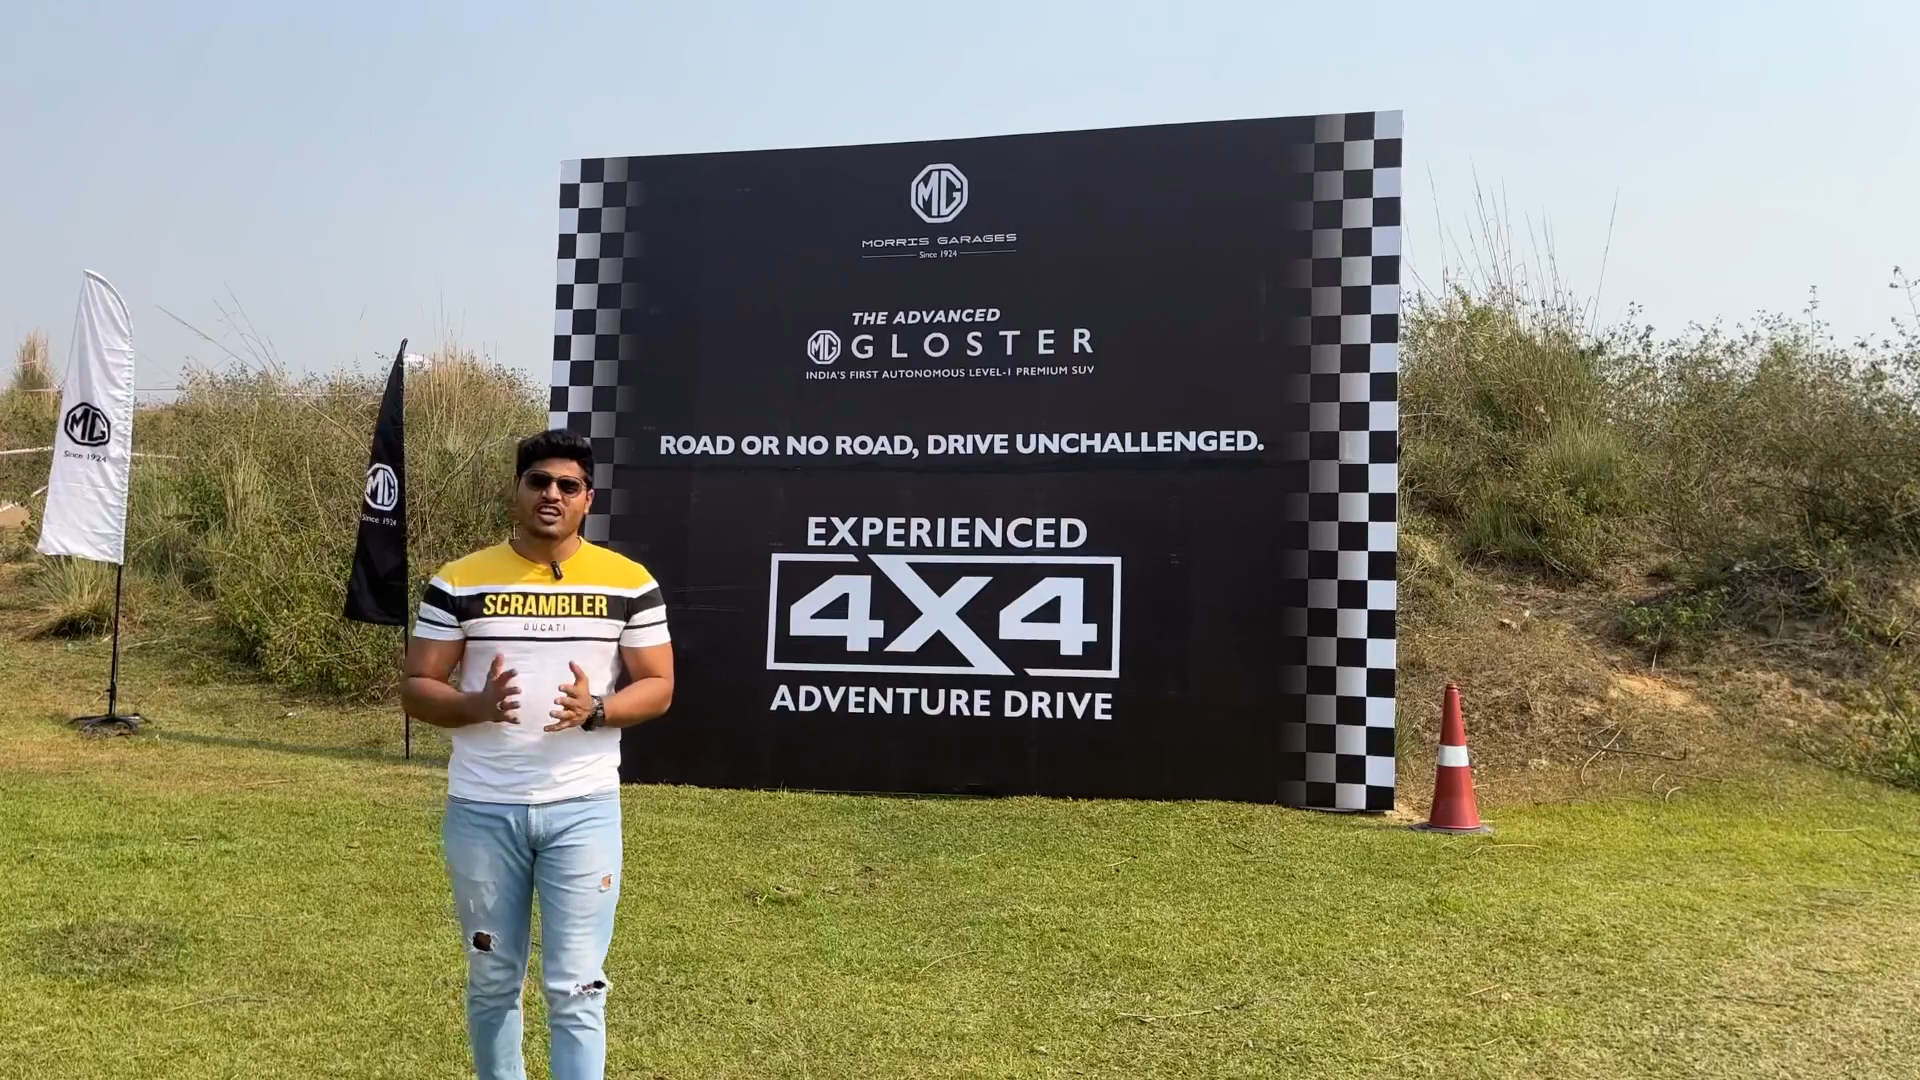 MG
MORRIS GARAGES
Since 1924
THE ADVANCED
MG GLOSTER
INDIA'S FIRST AUTONOMOUS LEVEL-1 PREMIUM SUV
ROAD OR NO ROAD, DRIVE UNCHALLENGED.
EXPERIENCED
4X4
ADVENTURE DRIVE
MG
Since 1924
MG
Since 1924
SCRAMBLER
DUCATI